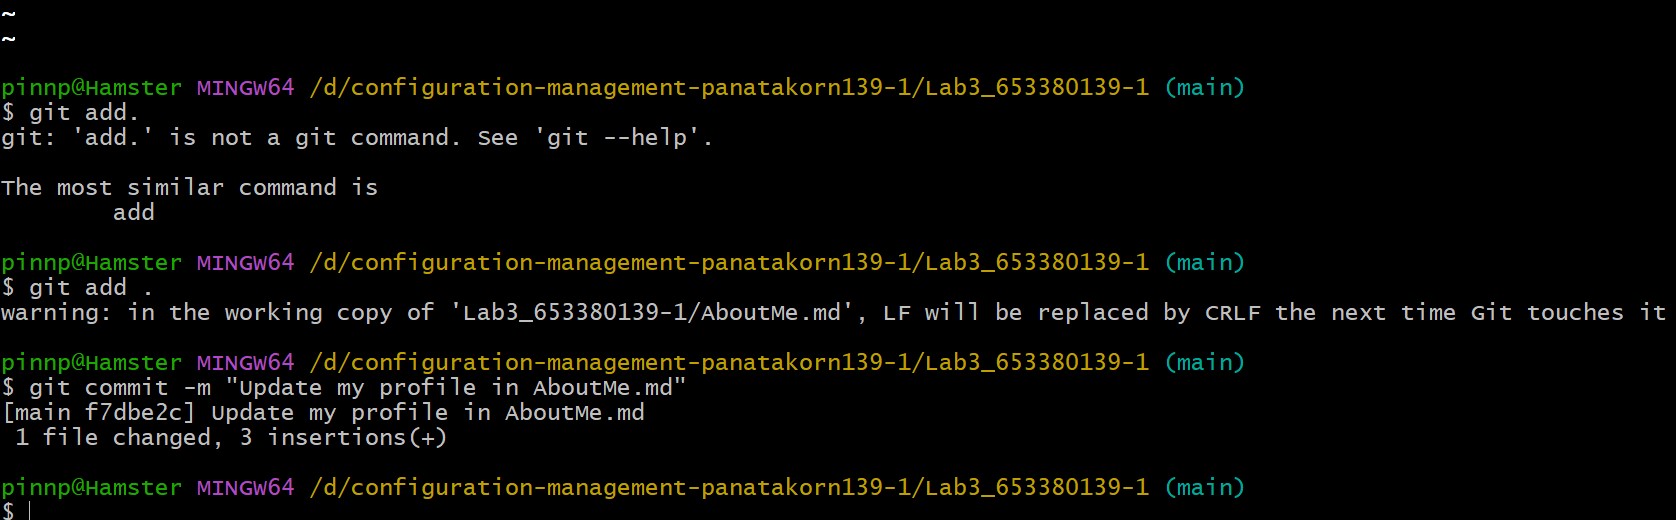 ~
~
pinnp@Hamster MINGW64 /d/configuration-management-panatakorn139-1/Lab3_653380139-1 (main)
$ git add.
git: 'add.' is not a git command. See 'git --help'.
The most similar command is
        add
pinnp@Hamster MINGW64 /d/configuration-management-panatakorn139-1/Lab3_653380139-1 (main)
$ git add .
warning: in the working copy of 'Lab3_653380139-1/AboutMe.md', LF will be replaced by CRLF the next time Git touches it
pinnp@Hamster MINGW64 /d/configuration-management-panatakorn139-1/Lab3_653380139-1 (main)
$ git commit -m "Update my profile in AboutMe.md"
[main f7dbe2c] Update my profile in AboutMe.md
 1 file changed, 3 insertions(+)
pinnp@Hamster MINGW64 /d/configuration-management-panatakorn139-1/Lab3_653380139-1 (main)
$